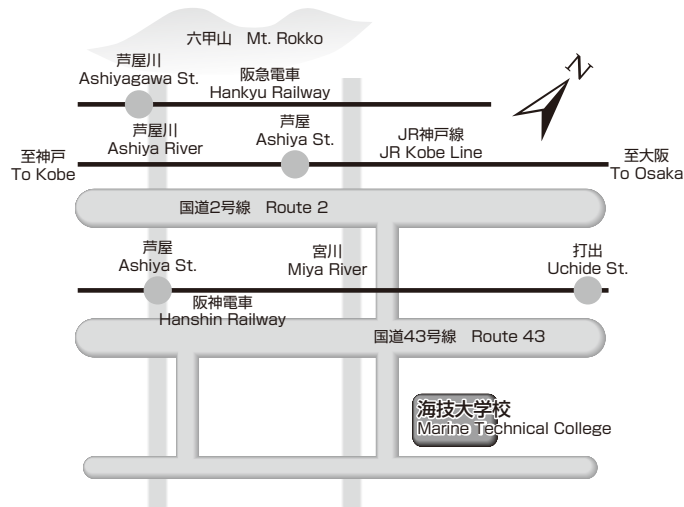 六甲山 Mt. Rokko
芦屋川
Ashiyagawa St.
阪急電車
Hankyu Railway
N
芦屋川
Ashiya River
芦屋
Ashiya St.
JR神戸線
JR Kobe Line
至神戸
To Kobe
至大阪
To Osaka
国道2号線 Route 2
芦屋
Ashiya St.
宮川
Miya River
打出
Uchide St.
阪神電車
Hanshin Railway
国道43号線 Route 43
海技大学校
Marine Technical College